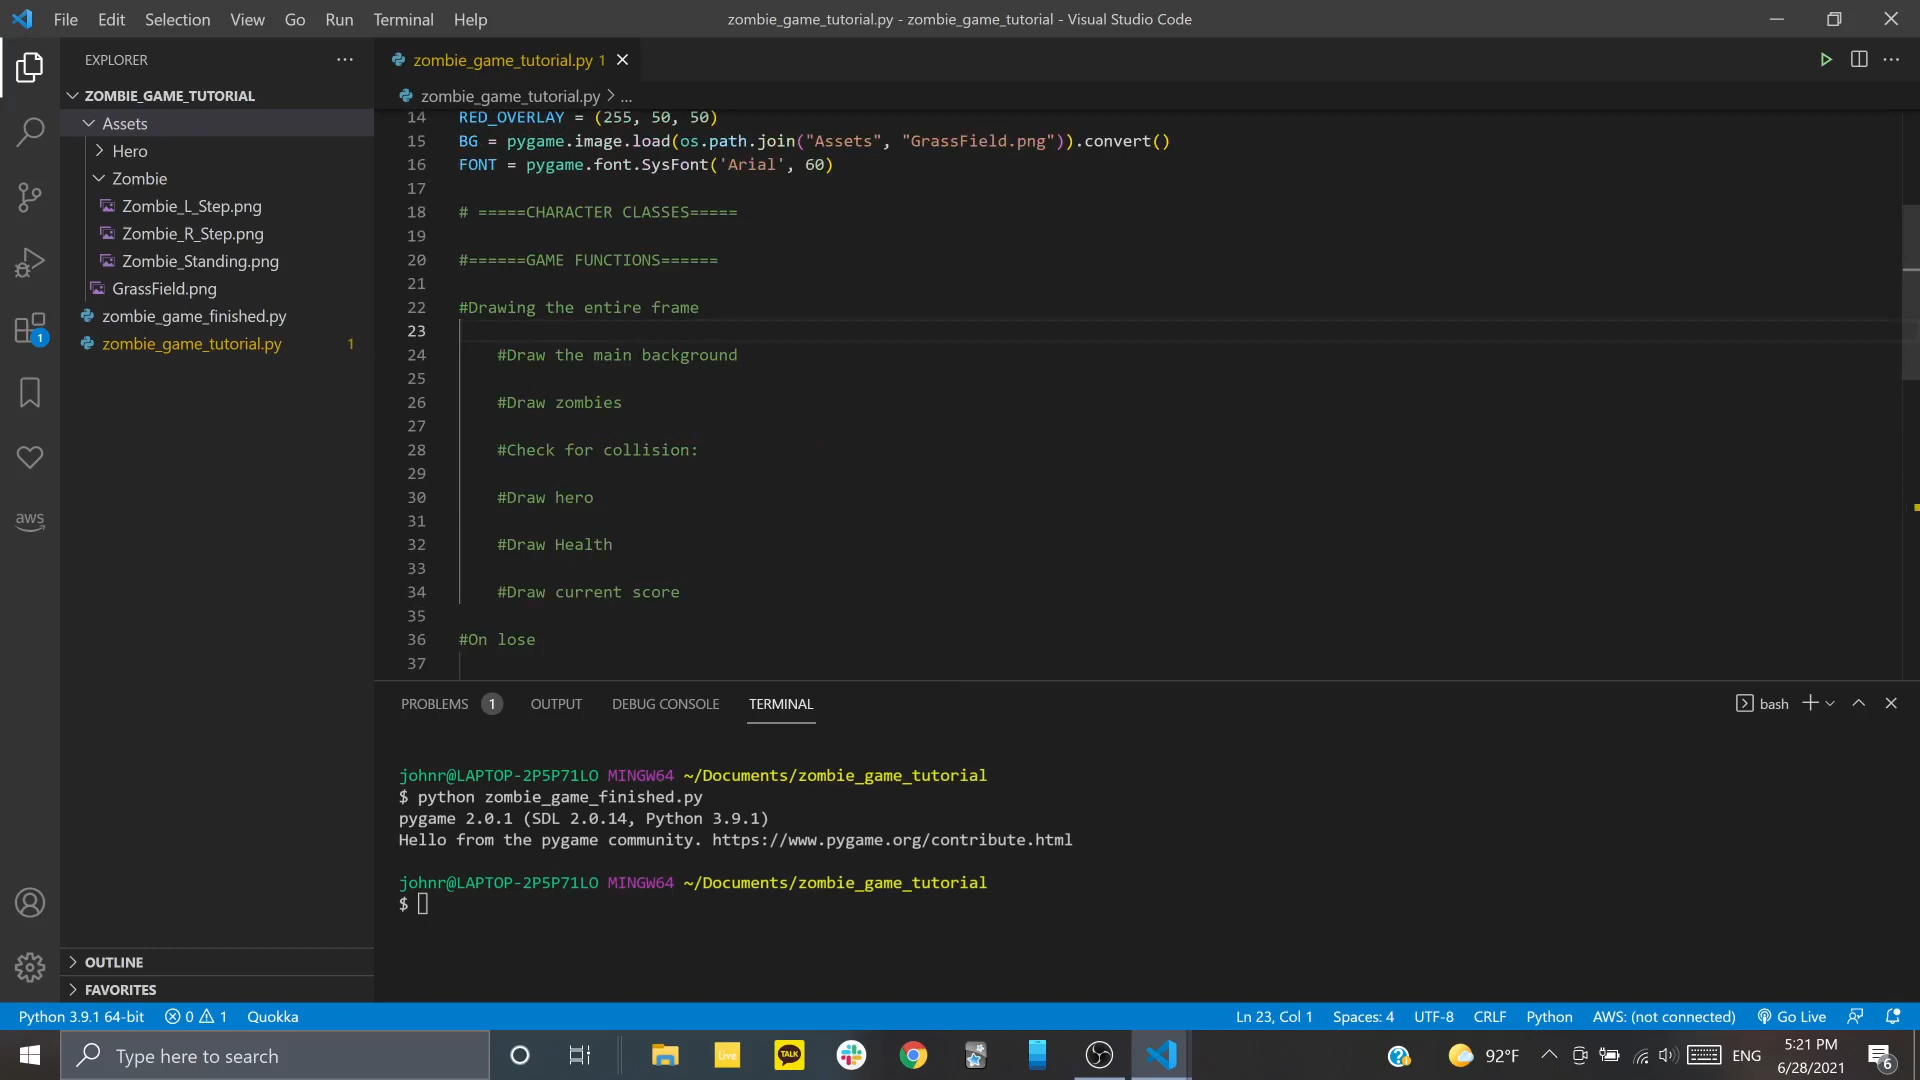 File Edit Selection View Go Run Terminal Help
zombie_game_tutorial.py - zombie_game_tutorial - Visual Studio Code
EXPLORER
ZOMBIE_GAME_TUTORIAL
Assets
Hero
Zombie
Zombie_L_Step.png
Zombie_R_Step.png
Zombie_Standing.png
GrassField.png
zombie_game_finished.py
zombie_game_tutorial.py 1
1
aws
OUTLINE
FAVORITES
zombie_game_tutorial.py 1
zombie_game_tutorial.py > ...
14 RED_OVERLAY = (255, 50, 50)
15 BG = pygame.image.load(os.path.join("Assets", "GrassField.png")).convert()
16 FONT = pygame.font.SysFont('Arial', 60)
17
18 # =====CHARACTER CLASSES=====
19
20 #======GAME FUNCTIONS======
21
22 #Drawing the entire frame
23
24 #Draw the main background
25
26 #Draw zombies
27
28 #Check for collision:
29
30 #Draw hero
31
32 #Draw Health
33
34 #Draw current score
35
36 #On lose
37
PROBLEMS 1 OUTPUT DEBUG CONSOLE TERMINAL
bash
johnr@LAPTOP-2P5P71LO MINGW64 ~/Documents/zombie_game_tutorial
$ python zombie_game_finished.py
pygame 2.0.1 (SDL 2.0.14, Python 3.9.1)
Hello from the pygame community. https://www.pygame.org/contribute.html
johnr@LAPTOP-2P5P71LO MINGW64 ~/Documents/zombie_game_tutorial
$
Python 3.9.1 64-bit 0 1 Quokka
Ln 23, Col 1 Spaces: 4 UTF-8 CRLF Python AWS: (not connected) Go Live
Type here to search
live
TALK
92°F
ENG
5:21 PM
6/28/2021
6